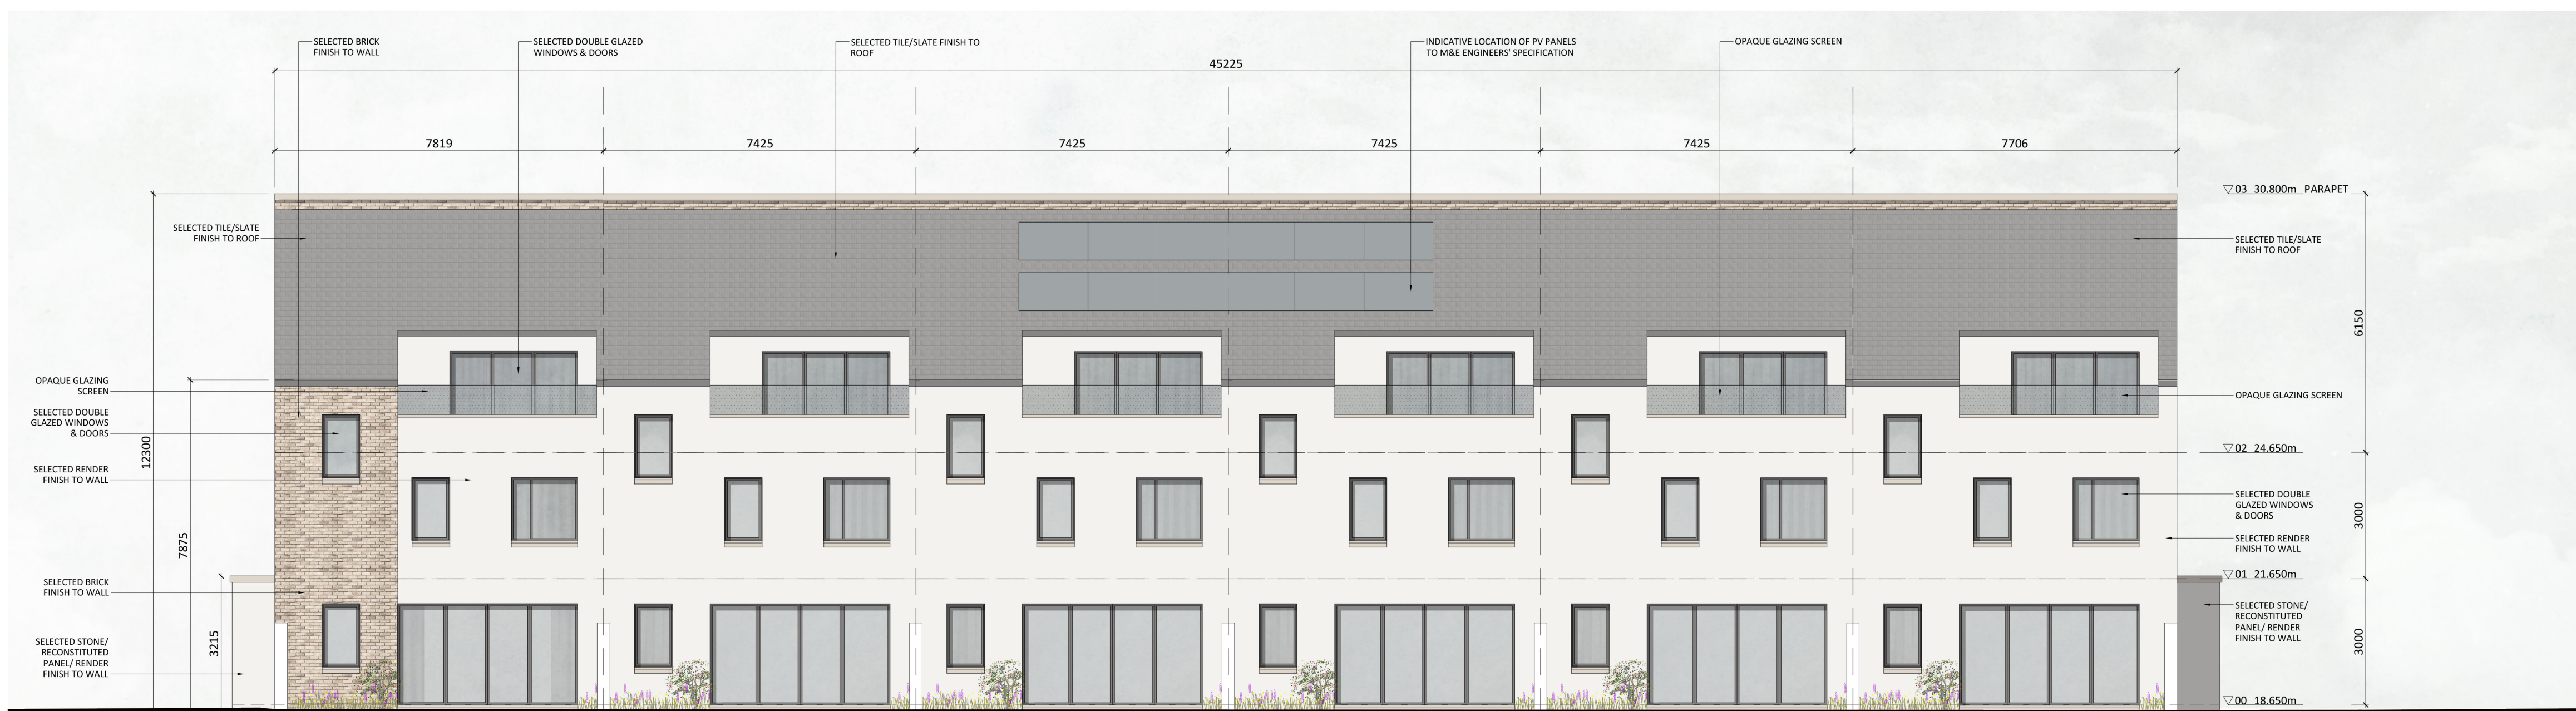 SELECTED BRICK
FINISH TO WALL
SELECTED DOUBLE GLAZED
WINDOWS & DOORS
SELECTED TILE/SLATE FINISH TO
ROOF
INDICATIVE LOCATION OF PV PANELS
TO M&E ENGINEERS' SPECIFICATION
OPAQUE GLAZING SCREEN
45225
7819
7425
7425
7425
7425
7706
03 30.800m PARAPET
SELECTED TILE/SLATE
FINISH TO ROOF
SELECTED TILE/SLATE
FINISH TO ROOF
6150
OPAQUE GLAZING
SCREEN
OPAQUE GLAZING SCREEN
SELECTED DOUBLE
GLAZED WINDOWS
& DOORS
12300
02 24.650m
SELECTED RENDER
FINISH TO WALL
SELECTED DOUBLE
GLAZED WINDOWS
& DOORS
3000
7875
SELECTED RENDER
FINISH TO WALL
01 21.650m
SELECTED BRICK
FINISH TO WALL
SELECTED STONE/
RECONSTITUTED
PANEL/ RENDER
FINISH TO WALL
3215
SELECTED STONE/
RECONSTITUTED
PANEL/ RENDER
FINISH TO WALL
3000
00 18.650m